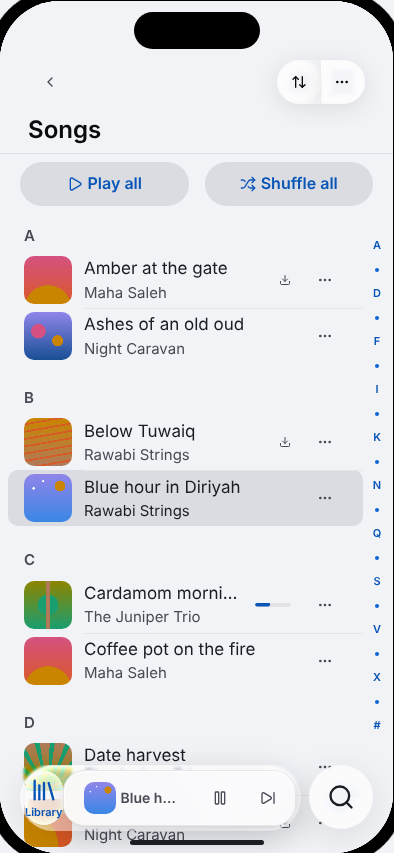 Songs
Play all
Shuffle all
A
Amber at the gate
Maha Saleh
Ashes of an old oud
Night Caravan
B
Below Tuwaiq
Rawabi Strings
Blue hour in Diriyah
Rawabi Strings
C
Cardamom morni...
The Juniper Trio
Coffee pot on the fire
Maha Saleh
D
Date harvest
Library
Blue h...
Night Caravan
A
D
F
I
K
N
Q
S
V
X
#